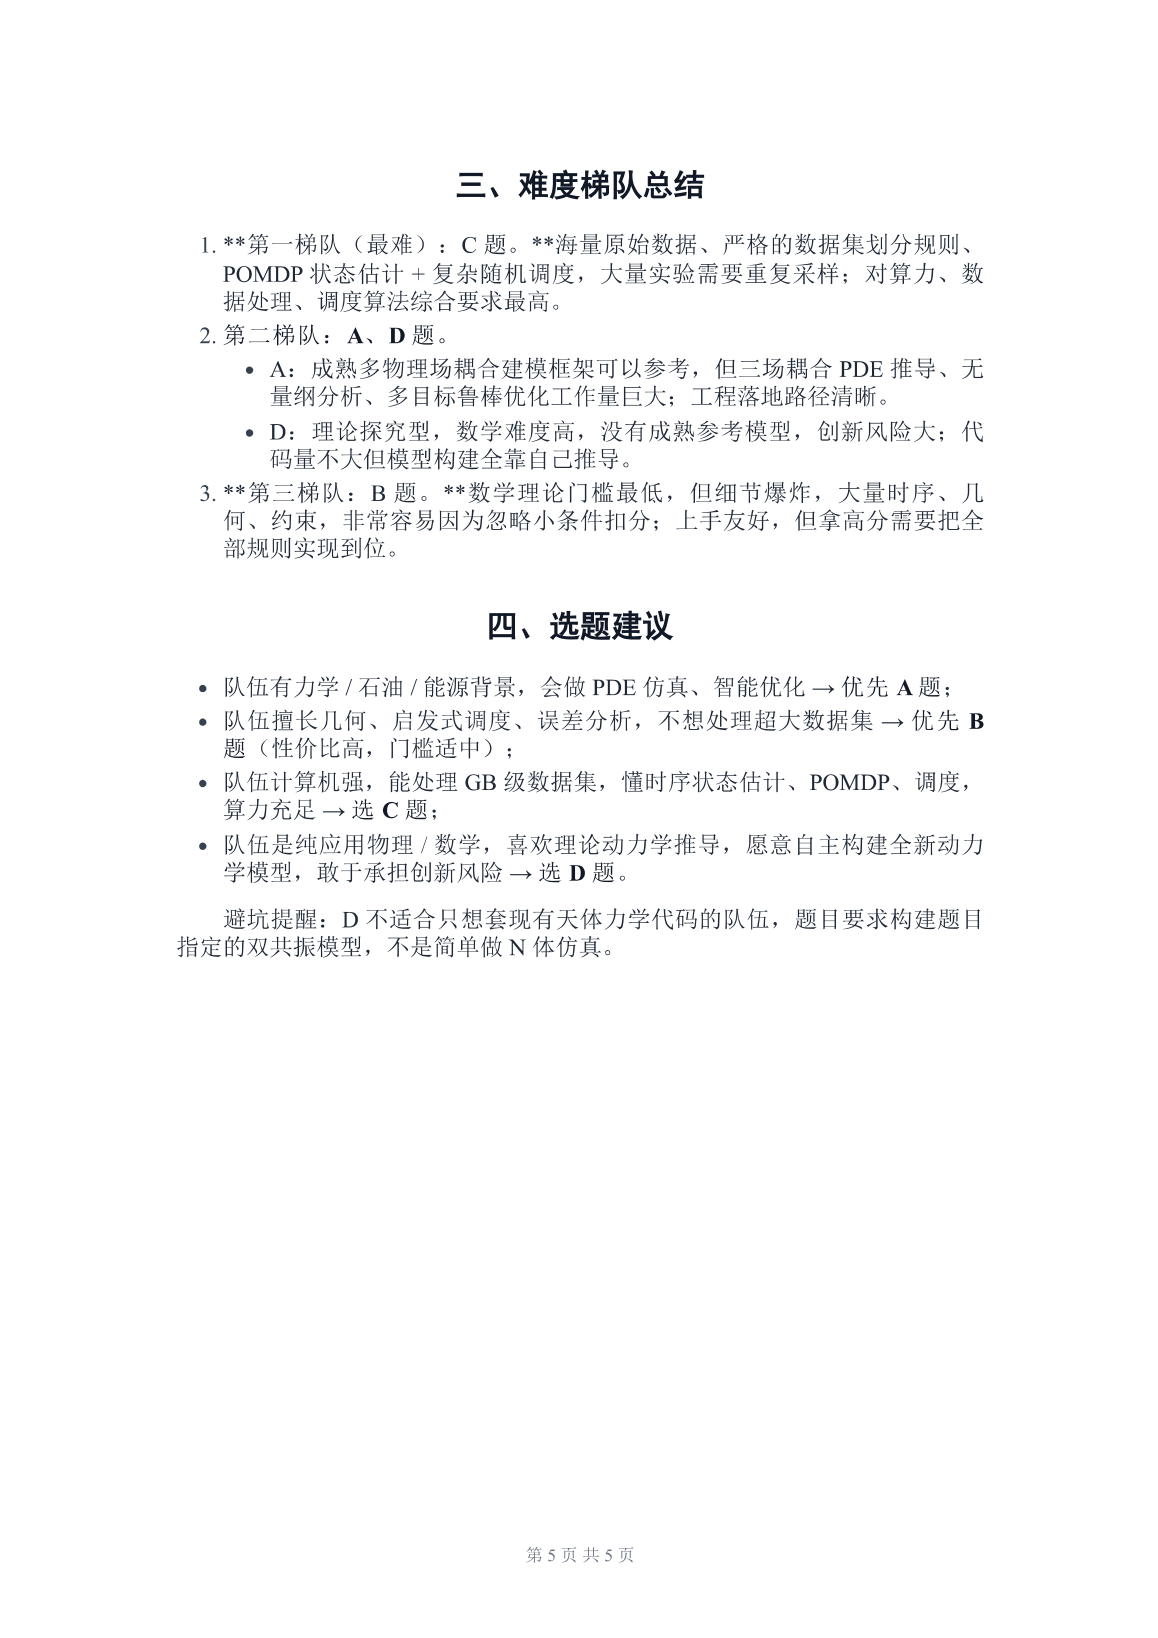 三、难度梯队总结
1. **第一梯队（最难）：C 题。**海量原始数据、严格的数据集划分规则、
POMDP 状态估计 + 复杂随机调度，大量实验需要重复采样；对算力、数
据处理、调度算法综合要求最高。
2. 第二梯队：A、D 题。
• A：成熟多物理场耦合建模框架可以参考，但三场耦合 PDE 推导、无
量纲分析、多目标鲁棒优化工作量巨大；工程落地路径清晰。
• D：理论探究型，数学难度高，没有成熟参考模型，创新风险大；代
码量不大但模型构建全靠自己推导。
3. **第三梯队：B 题。**数学理论门槛最低，但细节爆炸，大量时序、几
何、约束，非常容易因为忽略小条件扣分；上手友好，但拿高分需要把全
部规则实现到位。
四、选题建议
• 队伍有力学 / 石油 / 能源背景，会做 PDE 仿真、智能优化 → 优先 A 题；
• 队伍擅长几何、启发式调度、误差分析，不想处理超大数据集 → 优先 B
题（性价比高，门槛适中）；
• 队伍计算机强，能处理 GB 级数据集，懂时序状态估计、POMDP、调度，
算力充足 → 选 C 题；
• 队伍是纯应用物理 / 数学，喜欢理论动力学推导，愿意自主构建全新动力
学模型，敢于承担创新风险 → 选 D 题。
避坑提醒：D 不适合只想套现有天体力学代码的队伍，题目要求构建题目
指定的双共振模型，不是简单做 N 体仿真。
第 5 页 共 5 页